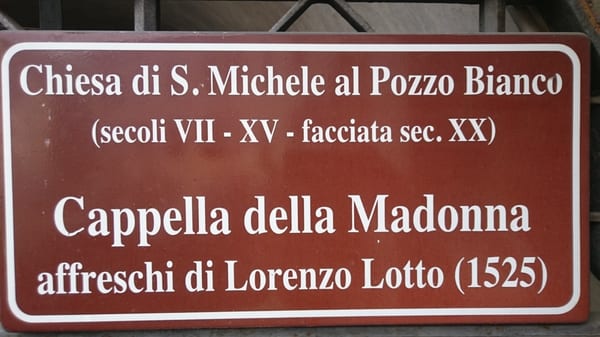 Chiesa di S. Michele al Pozzo Bianco
(secoli VII - XV - facciata sec. XX)
Cappella della Madonna
affreschi di Lorenzo Lotto (1525)